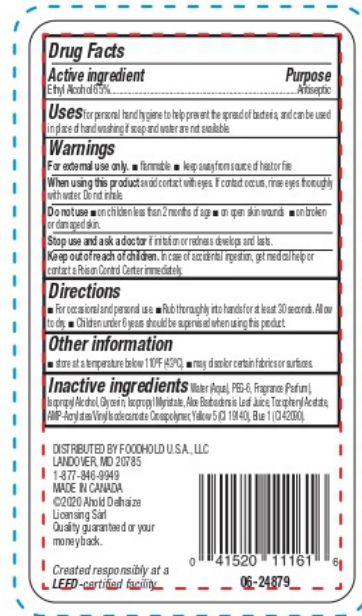 Drug Facts
Active ingredient Purpose
Ethyl Alcohol 65%..........................................................Antiseptic
Uses for personal hand hygiene to help prevent the spread of bacteria, and can be used
in place of hand washing if soap and water are not available.
Warnings
For external use only. ■ flammable ■ keep away from source of heat or fire
When using this product avoid contact with eyes. If contact occurs, rinse eyes thoroughly
with water. Do not inhale.
Do not use ■ on children less than 2 months of age ■ on open skin wounds ■ on broken
or damaged skin.
Stop use and ask a doctor if irritation or redness develops and lasts.
Keep out of reach of children. In case of accidental ingestion, get medical help or
contact a Poison Control Center immediately.
Directions
■ For occasional and personal use. ■ Rub thoroughly into hands for at least 30 seconds. Allow
to dry. ■ Children under 6 years should be supervised when using this product.
Other information
■ store at a temperature below 110ºF (43ºC). ■ may discolor certain fabrics or surfaces.
Inactive ingredients Water (Aqua), PEG-6, Fragrance (Parfum),
Isopropyl Alcohol, Glycerin, Isopropyl Myristate, Aloe Barbadensis Leaf Juice, Tocopheryl Acetate,
AMP-Acrylates/Vinyl Isodecanoate Crosspolymer, Yellow 5 (CI 19140), Blue 1 (CI 42090).
DISTRIBUTED BY FOODHOLD U.S.A., LLC
LANDOVER, MD 20785
1-877-846-9949
MADE IN CANADA
©2020 Ahold Delhaize
Licensing Sàrl
Quality guaranteed or your
money back.
Created responsibly at a
LEED-certified facility
0 41520 11161 6
06-24879